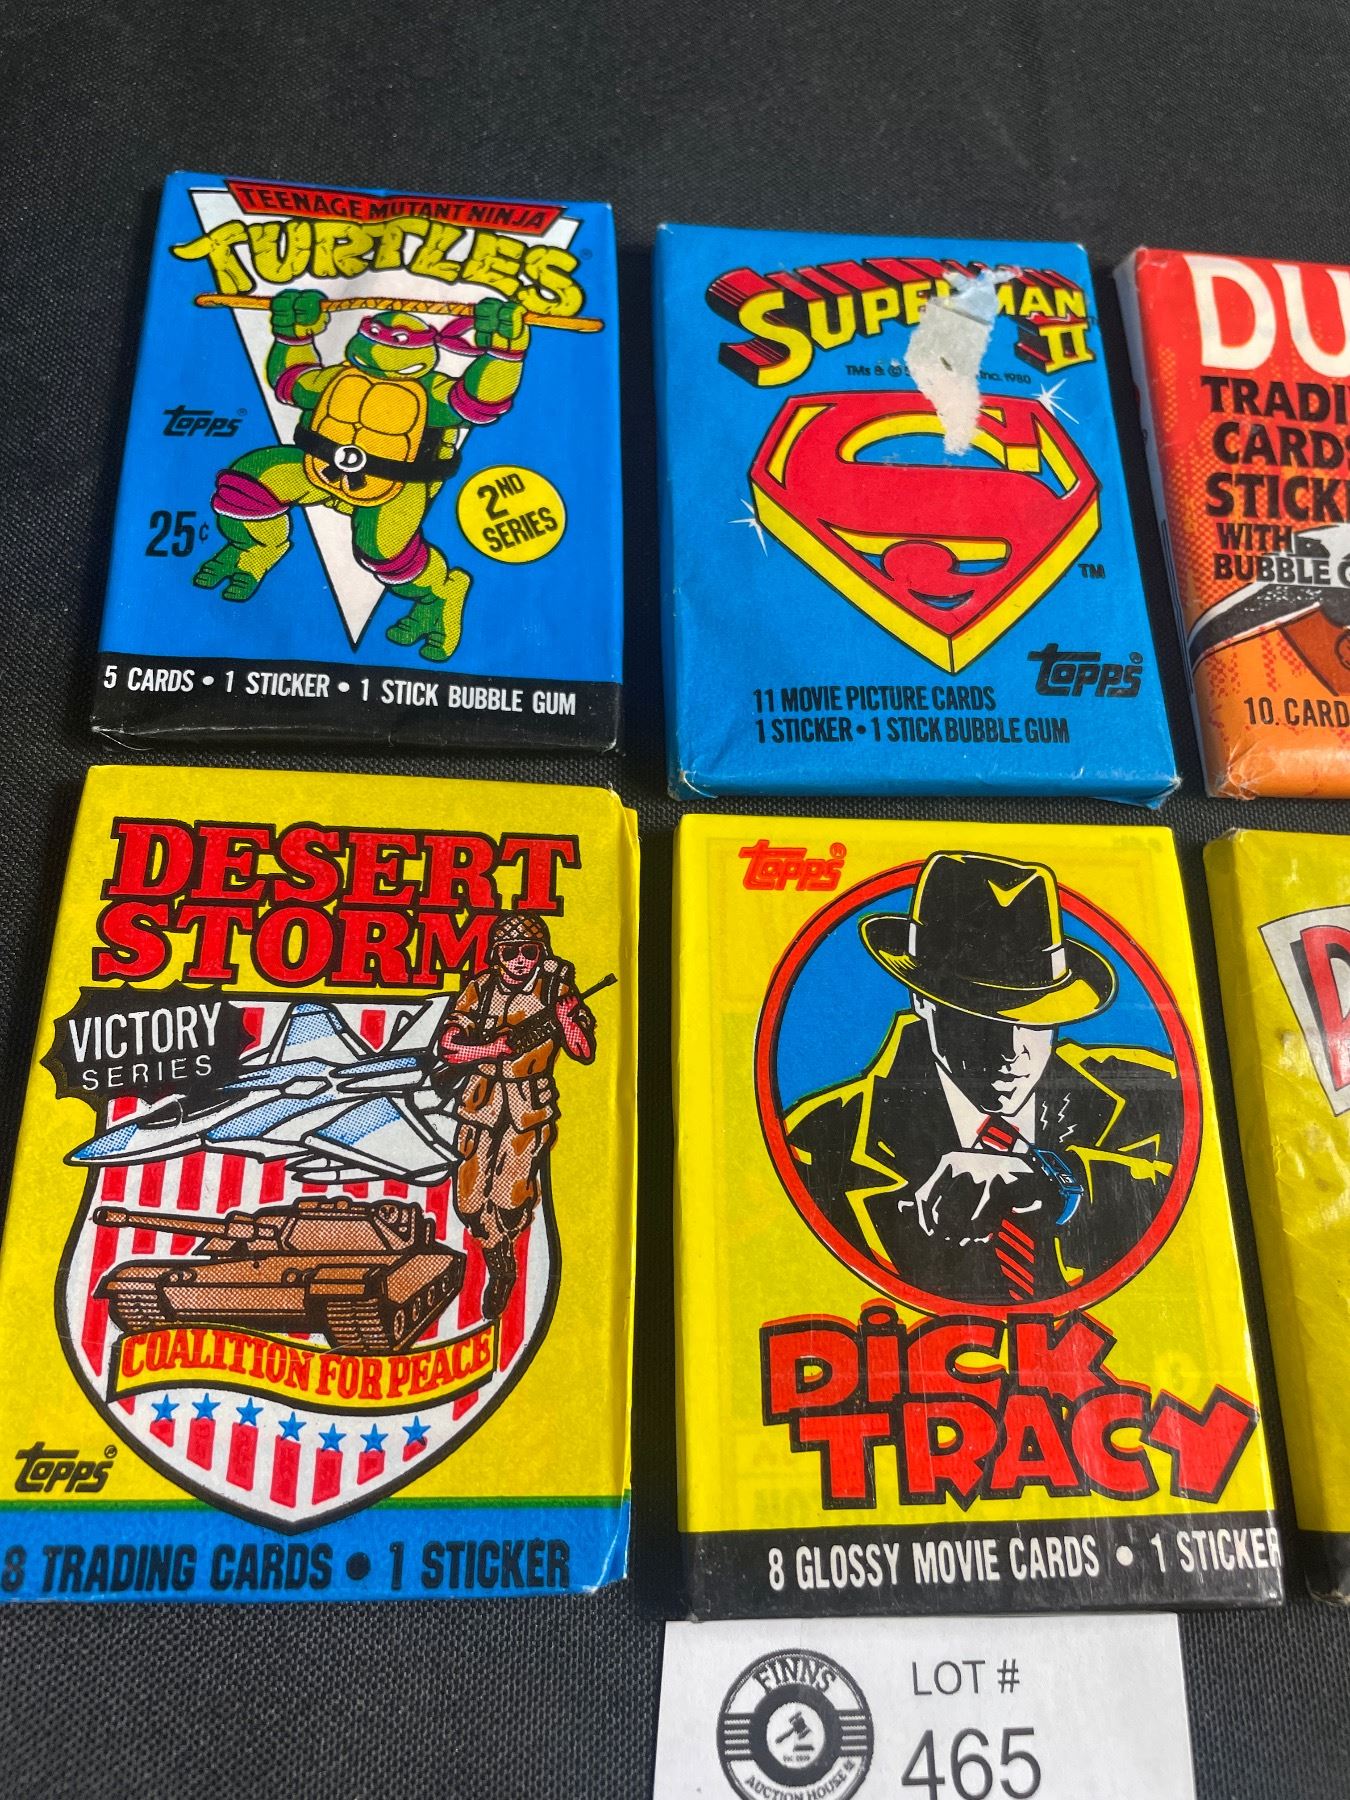 TEENAGE MUTANT NINJA
TURTLES
topps
25¢
2ND
SERIES
5 CARDS • 1 STICKER • 1 STICK BUBBLE GUM
SUPERMAN
II
TMs & ©
Inc. 1980
TM
topps
11 MOVIE PICTURE CARDS
1 STICKER • 1 STICK BUBBLE GUM
DU
TRADI
CARDS
STICK
WITH
BUBBLE
10 CARD
DESERT
STORM
VICTORY
SERIES
COALITION FOR PEACE
topps
8 TRADING CARDS • 1 STICKER
topps
DICK
TRACY
8 GLOSSY MOVIE CARDS • 1 STICKER
FINNS
AUCTION HOUSE
LOT #
465